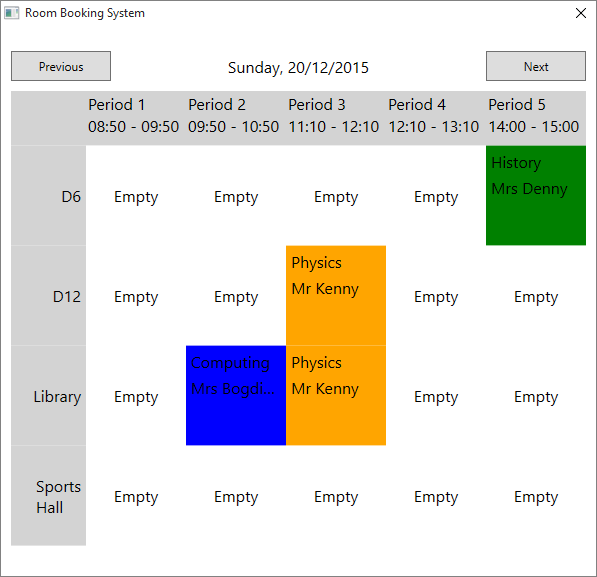 Room Booking System
Previous
Sunday, 20/12/2015
Next
Period 1 Period 2 Period 3 Period 4 Period 5
08:50 - 09:50 09:50 - 10:50 11:10 - 12:10 12:10 - 13:10 14:00 - 15:00
D6 Empty Empty Empty Empty History
Mrs Denny
D12 Empty Empty Physics Empty Empty
Mr Kenny
Library Empty Computing Physics Empty Empty
Mrs Bogdi... Mr Kenny
Sports
Hall Empty Empty Empty Empty Empty